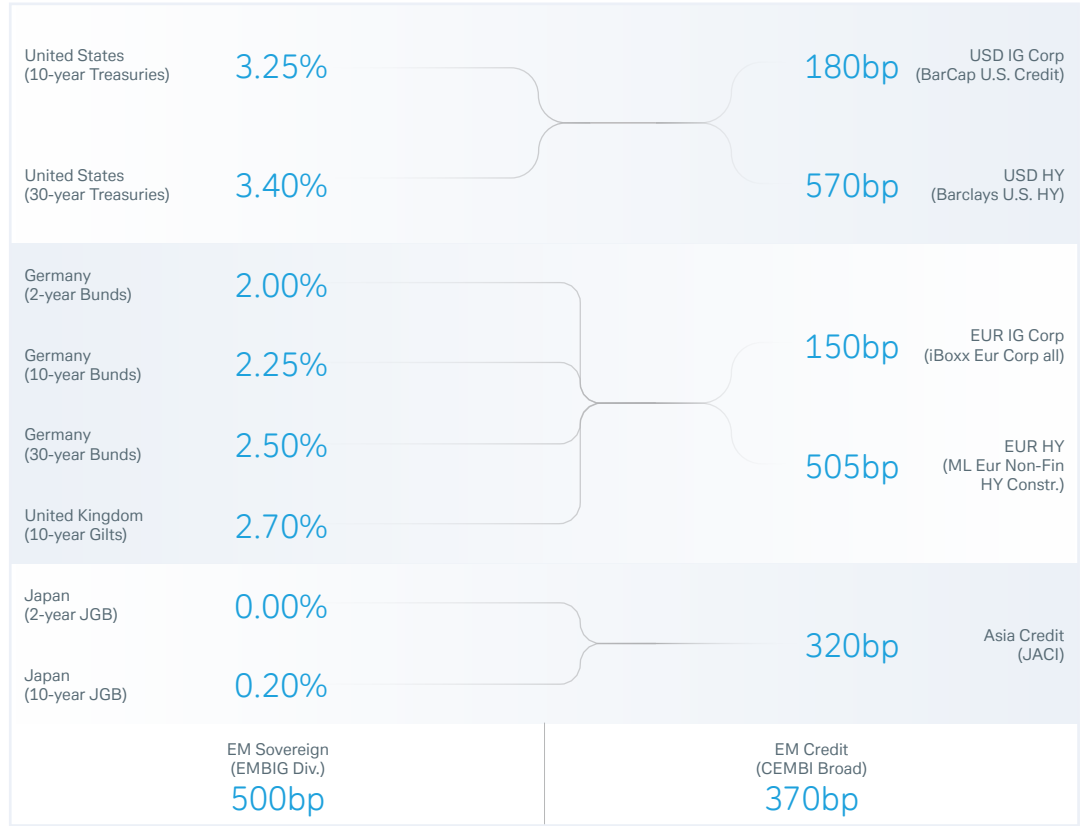 United States
(10-year Treasuries)
3.25%
180bp
USD IG Corp
(BarCap U.S. Credit)
United States
(30-year Treasuries)
3.40%
570bp
USD HY
(Barclays U.S. HY)
Germany
(2-year Bunds)
2.00%
Germany
(10-year Bunds)
2.25%
150bp
EUR IG Corp
(iBoxx Eur Corp all)
Germany
(30-year Bunds)
2.50%
505bp
EUR HY
(ML Eur Non-Fin
HY Constr.)
United Kingdom
(10-year Gilts)
2.70%
Japan
(2-year JGB)
0.00%
320bp
Asia Credit
(JACI)
Japan
(10-year JGB)
0.20%
EM Sovereign
(EMBIG Div.)
500bp
EM Credit
(CEMBI Broad)
370bp